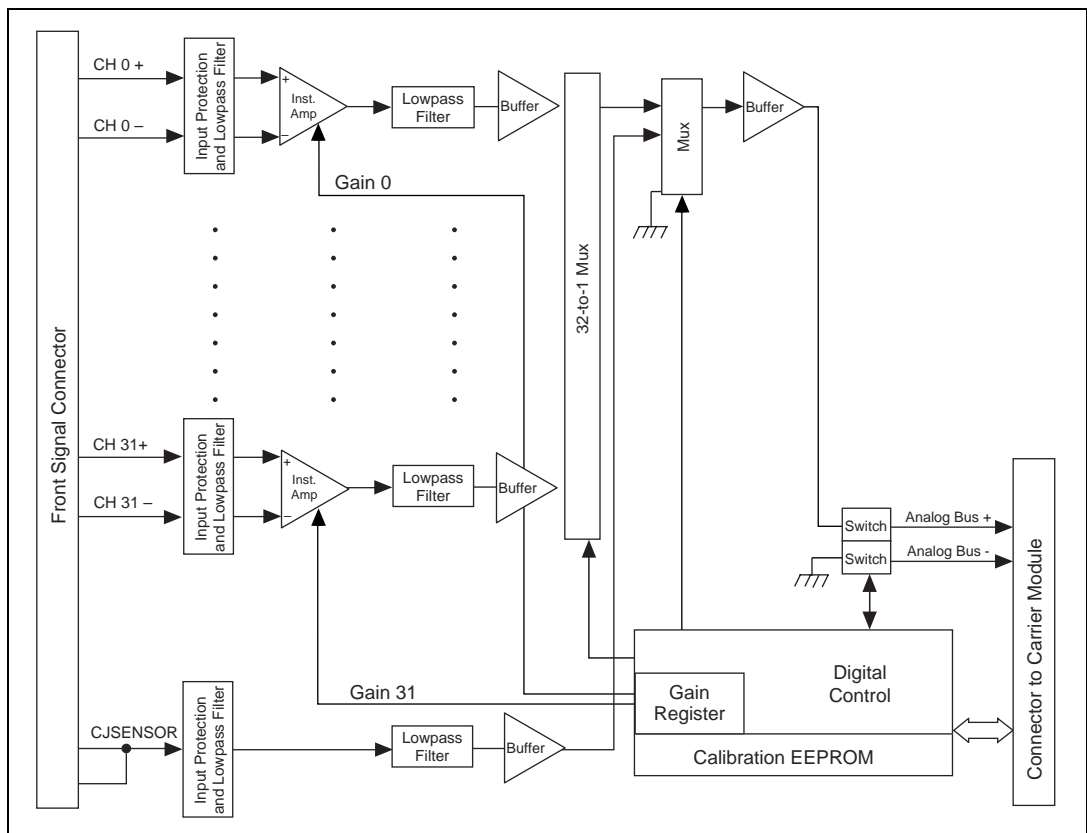 Front Signal Connector
CH 0 +
CH 0 –
Input Protection
and Lowpass Filter
+
–
Inst.
Amp
Lowpass
Filter
Buffer
Gain 0
32-to-1 Mux
Mux
Buffer
CH 31+
CH 31 –
Input Protection
and Lowpass Filter
+
–
Inst.
Amp
Lowpass
Filter
Buffer
Gain 31
CJSENSOR
Input Protection
and Lowpass Filter
Lowpass
Filter
Buffer
Switch
Switch
Analog Bus +
Analog Bus -
Digital
Control
Gain
Register
Calibration EEPROM
Connector to Carrier Module